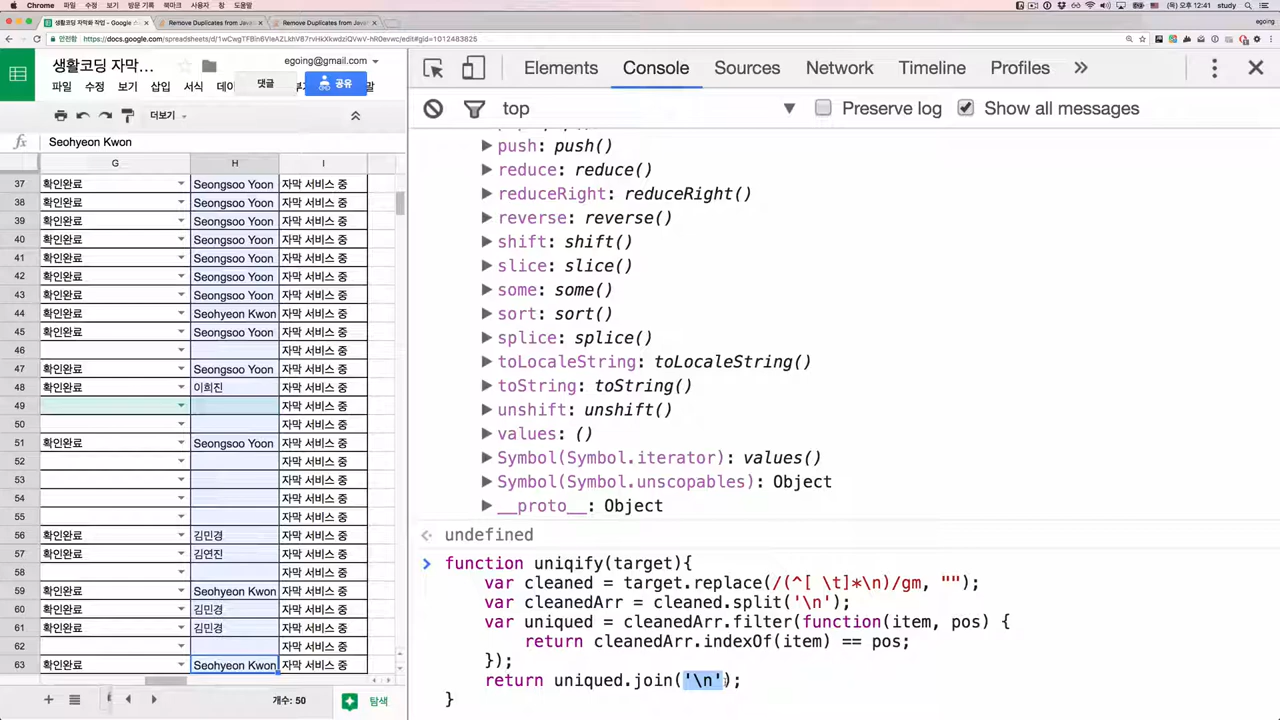 Chrome 파일 수정 보기 방문 기록 북마크 사용자 창 도움말
(목) 오후 12:41 study
생활코딩 자막용 작업 - Google
Remove Duplicates from Java
Remove Duplicates from Java
egoing
안전함
생활코딩 자막…
egoing@gmail.com
파일 수정 보기 삽입 서식 데이
댓글
공유
더보기
fx Seohyeon Kwon
G H I
37 확인완료 Seongsoo Yoon 자막 서비스 중
38 확인완료 Seongsoo Yoon 자막 서비스 중
39 확인완료 Seongsoo Yoon 자막 서비스 중
40 확인완료 Seongsoo Yoon 자막 서비스 중
41 확인완료 Seongsoo Yoon 자막 서비스 중
42 확인완료 Seongsoo Yoon 자막 서비스 중
43 확인완료 Seongsoo Yoon 자막 서비스 중
44 확인완료 Seohyeon Kwon 자막 서비스 중
45 확인완료 Seongsoo Yoon 자막 서비스 중
46 자막 서비스 중
47 확인완료 Seongsoo Yoon 자막 서비스 중
48 확인완료 이희진 자막 서비스 중
49 자막 서비스 중
50 자막 서비스 중
51 확인완료 Seongsoo Yoon 자막 서비스 중
52 자막 서비스 중
53 자막 서비스 중
54 자막 서비스 중
55 자막 서비스 중
56 확인완료 김민경 자막 서비스 중
57 확인완료 김연진 자막 서비스 중
58 자막 서비스 중
59 확인완료 Seohyeon Kwon 자막 서비스 중
60 확인완료 김민경 자막 서비스 중
61 확인완료 김민경 자막 서비스 중
62 자막 서비스 중
63 확인완료 Seohyeon Kwon 자막 서비스 중
개수: 50
탐색
Elements Console Sources Network Timeline Profiles »
top Preserve log Show all messages
push: push()
reduce: reduce()
reduceRight: reduceRight()
reverse: reverse()
shift: shift()
slice: slice()
some: some()
sort: sort()
splice: splice()
toLocaleString: toLocaleString()
toString: toString()
unshift: unshift()
values: ()
Symbol(Symbol.iterator): values()
Symbol(Symbol.unscopables): Object
__proto__: Object
undefined
function uniqify(target){
var cleaned = target.replace(/(^[ \t]*\n)/gm, "");
var cleanedArr = cleaned.split('\n');
var uniqued = cleanedArr.filter(function(item, pos) {
return cleanedArr.indexOf(item) == pos;
});
return uniqued.join('\n');
}